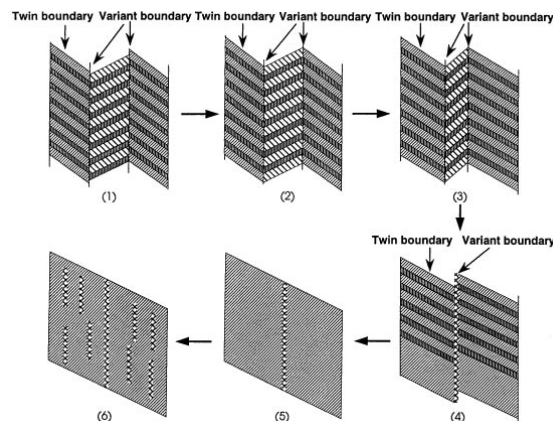 Twin boundary Variant boundary Twin boundary Variant boundary Twin boundary Variant boundary
(1) (2) (3)
Twin boundary Variant boundary
(6) (5) (4)